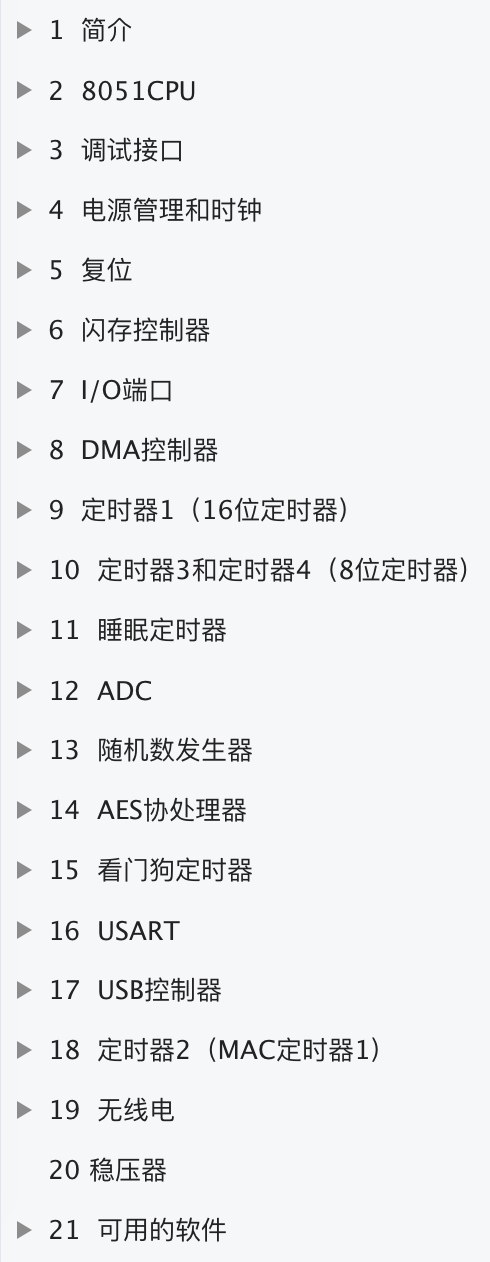 1 简介
2 8051CPU
3 调试接口
4 电源管理和时钟
5 复位
6 闪存控制器
7 I/O端口
8 DMA控制器
9 定时器1（16位定时器）
10 定时器3和定时器4（8位定时器）
11 睡眠定时器
12 ADC
13 随机数发生器
14 AES协处理器
15 看门狗定时器
16 USART
17 USB控制器
18 定时器2（MAC定时器1）
19 无线电
20 稳压器
21 可用的软件